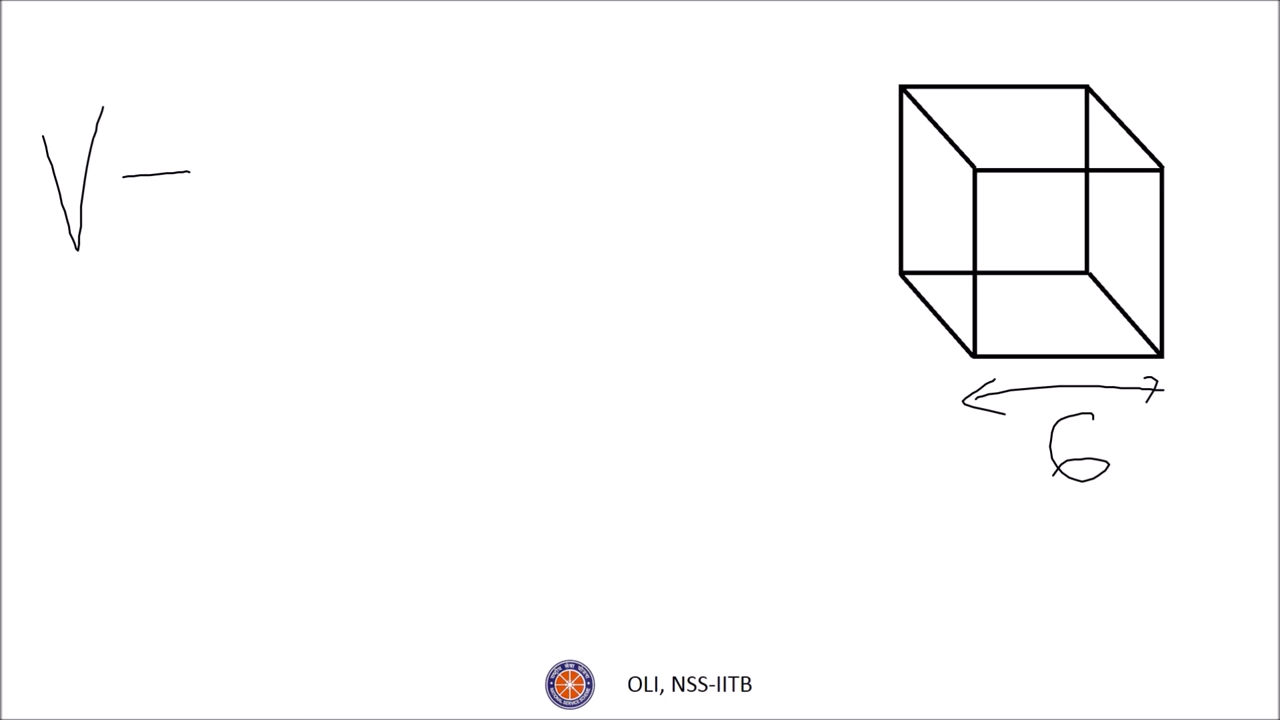 V —
6
OLI, NSS-IITB